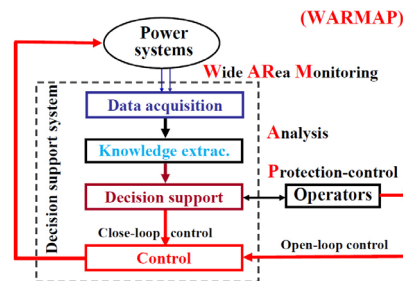 (WARMAP)
Power
systems
Wide ARea Monitoring
Decision support system
Data acquisition
Analysis
Knowledge extrac.
Protection-control
Decision support
Operators
Close-loop control
Open-loop control
Control